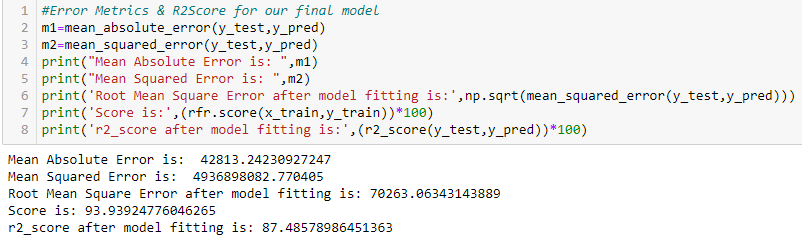 1 #Error Metrics & R2Score for our final model
2 m1=mean_absolute_error(y_test,y_pred)
3 m2=mean_squared_error(y_test,y_pred)
4 print("Mean Absolute Error is: ",m1)
5 print("Mean Squared Error is: ",m2)
6 print('Root Mean Square Error after model fitting is:',np.sqrt(mean_squared_error(y_test,y_pred)))
7 print('Score is:',(rfr.score(x_train,y_train))*100)
8 print('r2_score after model fitting is:',(r2_score(y_test,y_pred))*100)
Mean Absolute Error is:  42813.24230927247
Mean Squared Error is:  4936898082.770405
Root Mean Square Error after model fitting is: 70263.06343143889
Score is: 93.93924776046265
r2_score after model fitting is: 87.48578986451363